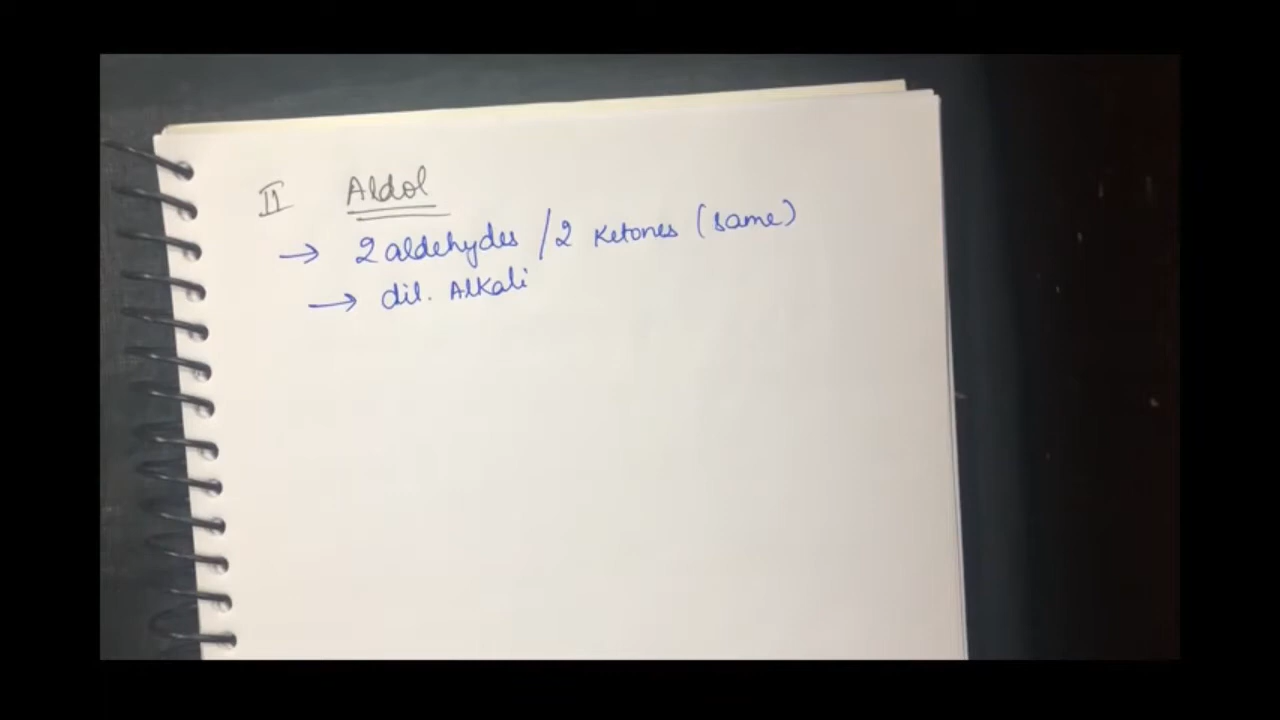 II Aldol
→ 2 aldehydes / 2 Ketones (same)
→ dil. Alkali